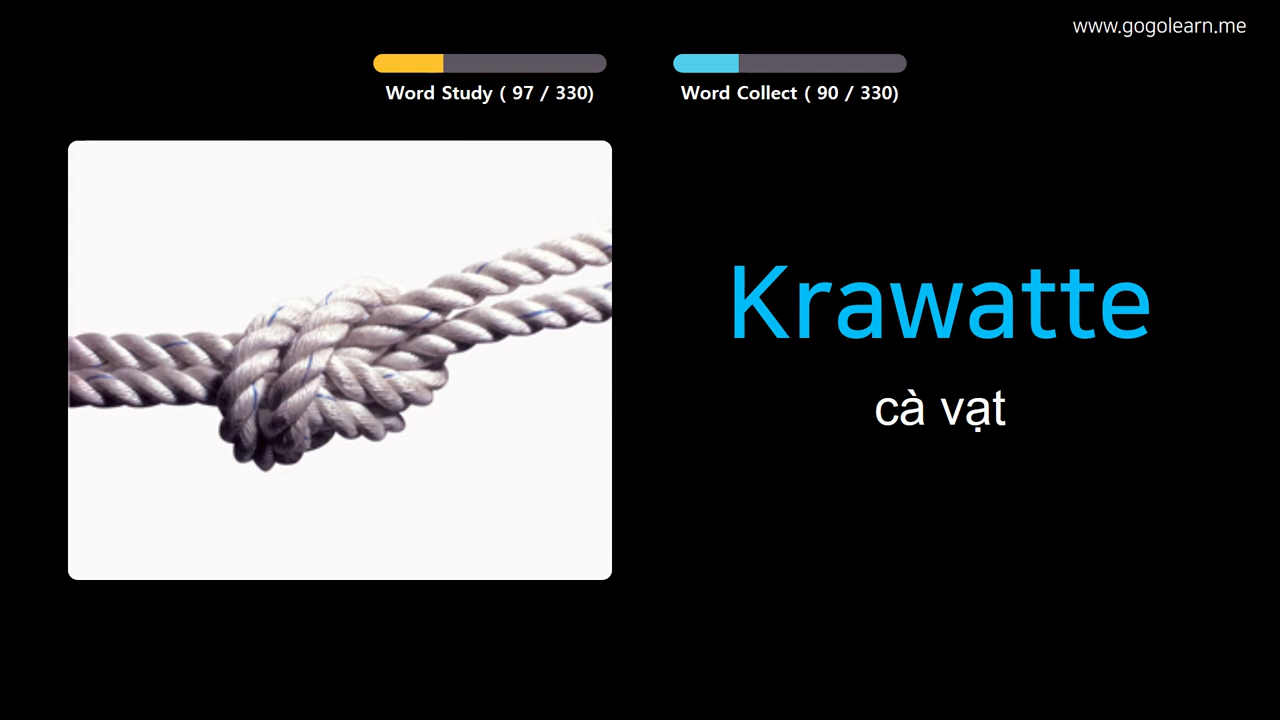 www.gogolearn.me
Word Study ( 97 / 330)
Word Collect ( 90 / 330)
Krawatte
cà vạt